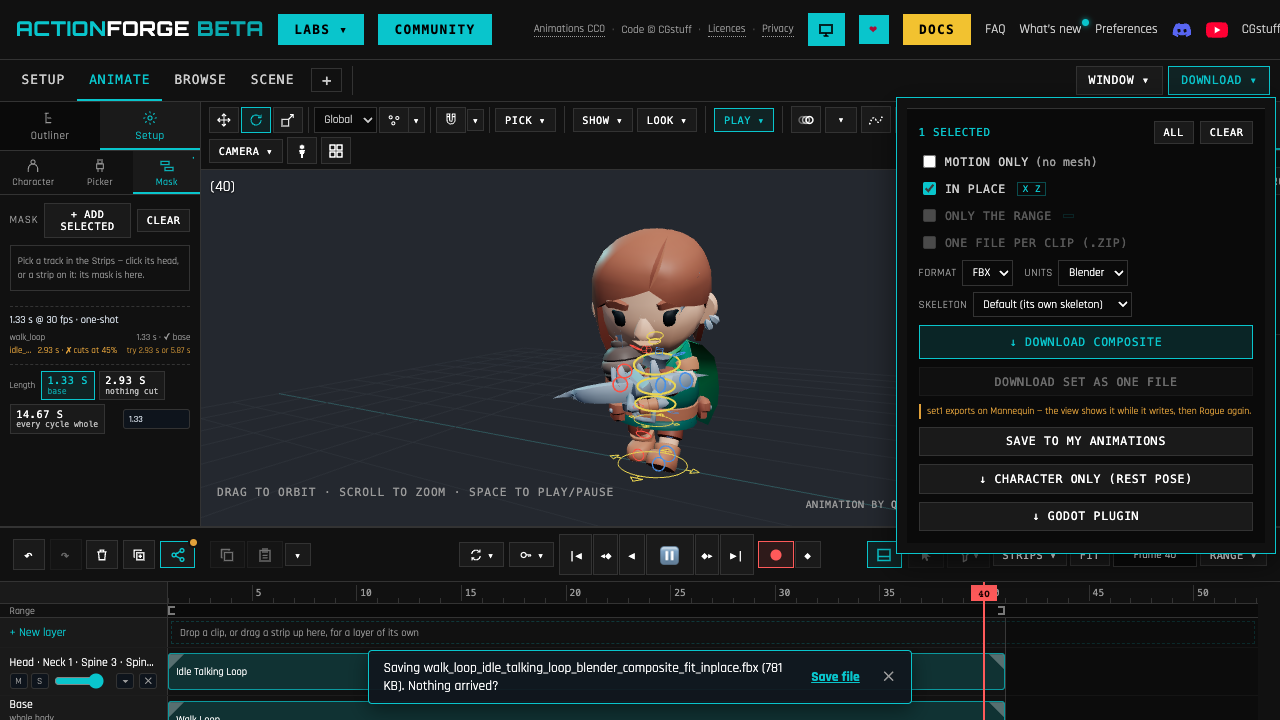 ACTIONFORGE BETA
LABS ▾
COMMUNITY
Animations CC0 · Code © CGstuff · Licences · Privacy
DOCS
FAQ
What's new
Preferences
CGstuff
SETUP
ANIMATE
BROWSE
SCENE
+
WINDOW ▾
DOWNLOAD ▾
Outliner
Setup
Global
PICK ▾
SHOW ▾
LOOK ▾
PLAY ▾
CAMERA ▾
Character
Picker
Mask
MASK
+ ADD SELECTED
CLEAR
Pick a track in the Strips — click its head,
or a strip on it: its mask is here.
1.33 s @ 30 fps · one-shot
walk_loop
1.33 s · ✓ base
idle_... 2.93 s · ✗ cuts at 45%
try 2.93 or 5.87 s
Length
1.33 S
base
2.93 S
nothing cut
14.67 S
every cycle whole
1.33
(40)
DRAG TO ORBIT · SCROLL TO ZOOM · SPACE TO PLAY/PAUSE
ANIMATION BY Q
1 SELECTED
ALL
CLEAR
MOTION ONLY (no mesh)
IN PLACE
X Z
ONLY THE RANGE
ONE FILE PER CLIP (.ZIP)
FORMAT
FBX
UNITS
Blender
SKELETON
Default (its own skeleton)
↓ DOWNLOAD COMPOSITE
DOWNLOAD SET AS ONE FILE
set1 exports on Mannequin — the view shows it while it writes, then Rogue again.
SAVE TO MY ANIMATIONS
↓ CHARACTER ONLY (REST POSE)
↓ GODOT PLUGIN
STRIPS ▾
FIT
Frame 40
RANGE ▾
5
10
15
20
25
30
35
40
45
50
Range
+ New layer
Drop a clip, or drag a strip up here, for a layer of its own
Head · Neck 1 · Spine 3 · Spin...
M
S
Idle Talking Loop
Base
whole body
Walk Loop
Saving walk_loop_idle_talking_loop_blender_composite_fit_inplace.fbx (781
KB). Nothing arrived?
Save file